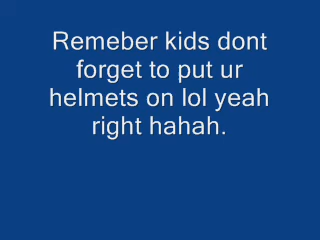 Remeber kids dont
forget to put ur
helmets on lol yeah
right hahah.